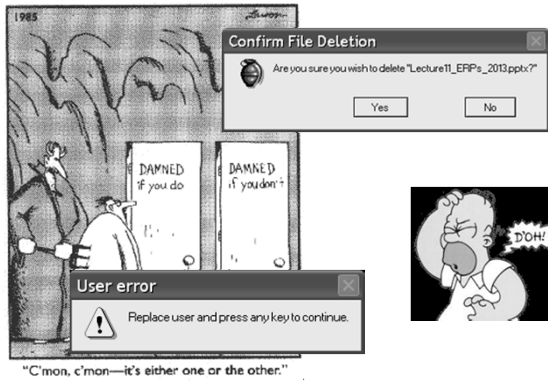 1985
Larson
Confirm File Deletion
Are you sure you wish to delete "Lecture11_ERPs_2013.pptx?"
Yes
No
DAMNED
if you do
DAMNED
if you don't
D'OH!
User error
Replace user and press any key to continue.
"C'mon, c'mon—it's either one or the other."